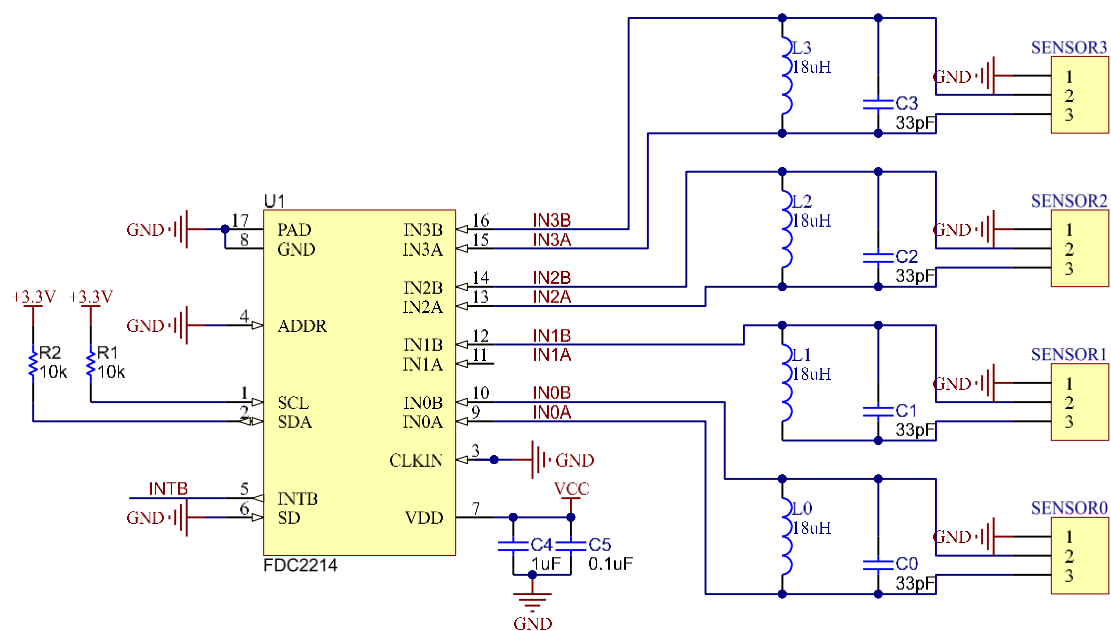 SENSOR3
L3
18uH
GND
1
2
3
C3
33pF
SENSOR2
L2
18uH
GND
1
2
3
C2
33pF
U1
GND
17
PAD
8
GND
IN3B
16
IN3B
IN3A
15
IN3A
IN2B
14
IN2B
IN2A
13
IN2A
+3.3V
+3.3V
GND
4
ADDR
IN1B
12
IN1B
IN1A
11
IN1A
R2
10k
R1
10k
SENSOR1
L1
18uH
GND
1
2
3
C1
33pF
1
SCL
2
SDA
IN0B
10
IN0B
IN0A
9
IN0A
CLKIN
3
GND
INTB
5
INTB
GND
6
SD
VDD
7
VCC
C4
1uF
C5
0.1uF
GND
FDC2214
SENSOR0
L0
18uH
GND
1
2
3
C0
33pF